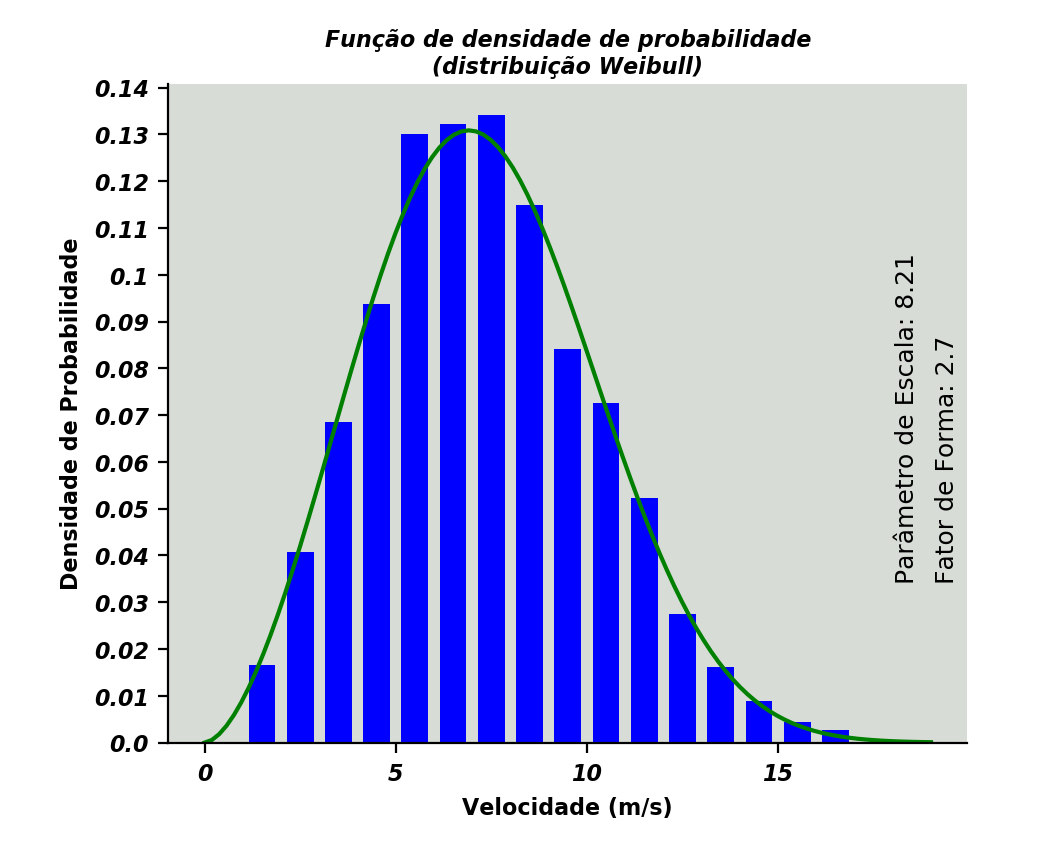 Função de densidade de probabilidade
(distribuição Weibull)
0.14
0.13
0.12
0.11
0.1
0.09
0.08
0.07
0.06
0.05
0.04
0.03
0.02
0.01
0.0
Densidade de Probabilidade
Parâmetro de Escala: 8.21
Fator de Forma: 2.7
0 5 10 15
Velocidade (m/s)